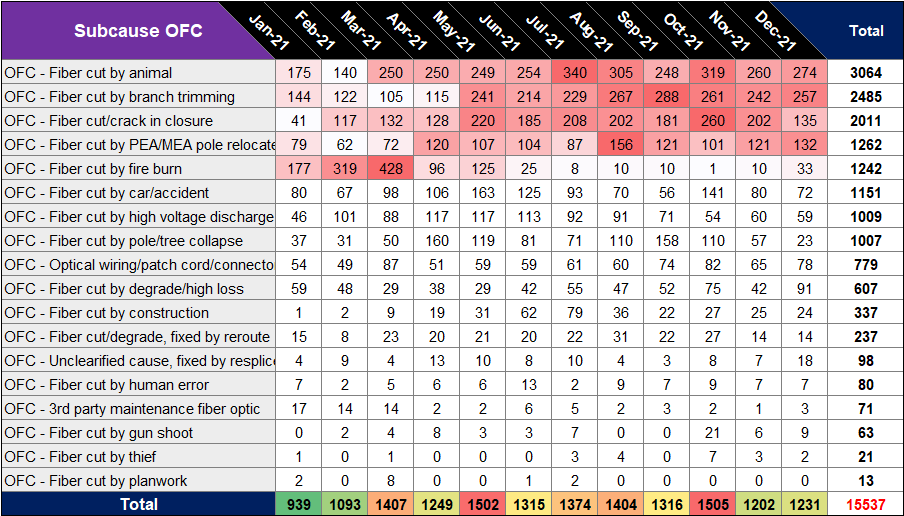 Subcause OFC Jan-21 Feb-21 Mar-21 Apr-21 May-21 Jun-21 Jul-21 Aug-21 Sep-21 Oct-21 Nov-21 Dec-21 Total
OFC - Fiber cut by animal 175 140 250 250 249 254 340 305 248 319 260 274 3064
OFC - Fiber cut by branch trimming 144 122 105 115 241 214 229 267 288 261 242 257 2485
OFC - Fiber cut/crack in closure 41 117 132 128 220 185 208 202 181 260 202 135 2011
OFC - Fiber cut by PEA/MEA pole relocate 79 62 72 120 107 104 87 156 121 101 121 132 1262
OFC - Fiber cut by fire burn 177 319 428 96 125 25 8 10 10 1 10 33 1242
OFC - Fiber cut by car/accident 80 67 98 106 163 125 93 70 56 141 80 72 1151
OFC - Fiber cut by high voltage discharge 46 101 88 117 117 113 92 91 71 54 60 59 1009
OFC - Fiber cut by pole/tree collapse 37 31 50 160 119 81 71 110 158 110 57 23 1007
OFC - Optical wiring/patch cord/connecto 54 49 87 51 59 59 61 60 74 82 65 78 779
OFC - Fiber cut by degrade/high loss 59 48 29 38 29 42 55 47 52 75 42 91 607
OFC - Fiber cut by construction 1 2 9 19 31 62 79 36 22 27 25 24 337
OFC - Fiber cut/degrade, fixed by reroute 15 8 23 20 21 20 22 31 22 27 14 14 237
OFC - Unclearified cause, fixed by resplice 4 9 4 13 10 8 10 4 3 8 7 18 98
OFC - Fiber cut by human error 7 2 5 6 6 13 2 9 7 9 7 7 80
OFC - 3rd party maintenance fiber optic 17 14 14 2 2 6 5 2 3 2 1 3 71
OFC - Fiber cut by gun shoot 0 2 4 8 3 3 7 0 0 21 6 9 63
OFC - Fiber cut by thief 1 0 1 0 0 0 3 4 0 7 3 2 21
OFC - Fiber cut by planwork 2 0 8 0 0 1 2 0 0 0 0 0 13
Total 939 1093 1407 1249 1502 1315 1374 1404 1316 1505 1202 1231 15537